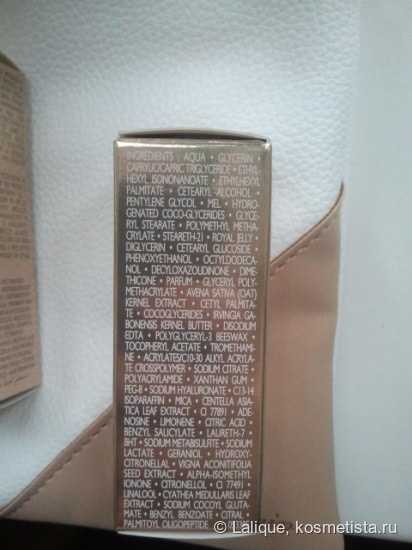 INGREDIENTS : AQUA • GLYCERIN •
CAPRYLIC/CAPRIC TRIGLYCERIDE • ETHYL-
HEXYL ISONONANOATE • ETHYLHEXYL
PALMITATE • CETEARYL ALCOHOL •
PENTYLENE GLYCOL • MEL • HYDRO-
GENATED COCO-GLYCERIDES • GLYCE-
RYL STEARATE • POLYMETHYL METHA-
CRYLATE • STEARETH-21 • ROYAL JELLY •
DIGLYCERIN • CETEARYL GLUCOSIDE •
PHENOXYETHANOL • OCTYLDODECA-
NOL • DECYLOXAZOLIDINONE • DIME-
THICONE • PARFUM • GLYCERYL POLY-
METHACRYLATE • AVENA SATIVA (OAT)
KERNEL EXTRACT • CETYL PALMITA-
TE • COCOGLYCERIDES • IRVINGIA GA-
BONENSIS KERNEL BUTTER • DISODIUM
EDTA • POLYGLYCERYL-3 BEESWAX •
TOCOPHERYL ACETATE • TROMETHAMI-
NE • ACRYLATES/C10-30 ALKYL ACRYLA-
TE CROSSPOLYMER • SODIUM CITRATE •
POLYACRYLAMIDE • XANTHAN GUM •
PEG-8 • SODIUM HYALURONATE • C13-14
ISOPARAFFIN • MICA • CENTELLA ASIA-
TICA LEAF EXTRACT • CI 77891 • ADE-
NOSINE • LIMONENE • CITRIC ACID •
BENZYL SALICYLATE • LAURETH-7 •
BHT • SODIUM METABISULFITE • SODIUM
LACTATE • GERANIOL • HYDROXY-
CITRONELLAL • VIGNA ACONITIFOLIA
SEED EXTRACT • ALPHA-ISOMETHYL
IONONE • CITRONELLOL • CI 77491 •
LINALOOL • CYATHEA MEDULLARIS LEAF
EXTRACT • SODIUM COCOYL GLUTA-
MATE • BENZYL BENZOATE • CITRAL •
PALMITOYL OLIGOPEPTIDE
© Lalique, kosmetista.ru